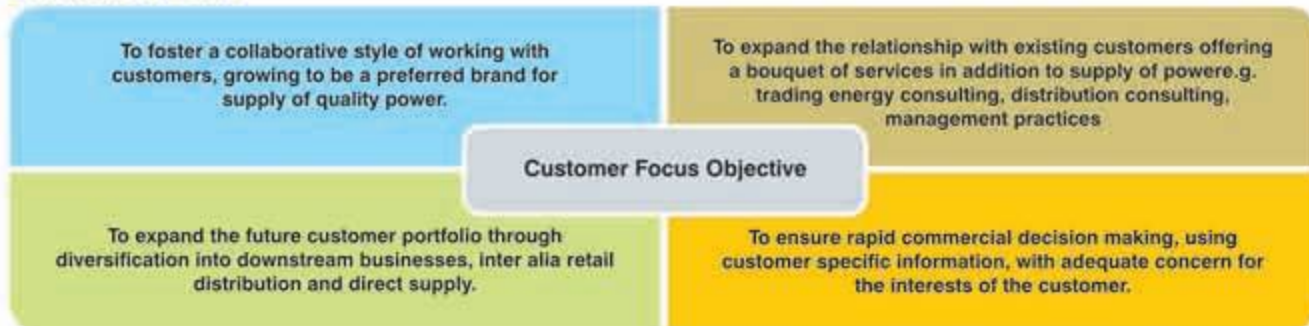 To foster a collaborative style of working with
customers, growing to be a preferred brand for
supply of quality power.
To expand the relationship with existing customers offering
a bouquet of services in addition to supply of powere.g.
trading energy consulting, distribution consulting,
management practices
Customer Focus Objective
To expand the future customer portfolio through
diversification into downstream businesses, inter alia retail
distribution and direct supply.
To ensure rapid commercial decision making, using
customer specific information, with adequate concern for
the interests of the customer.